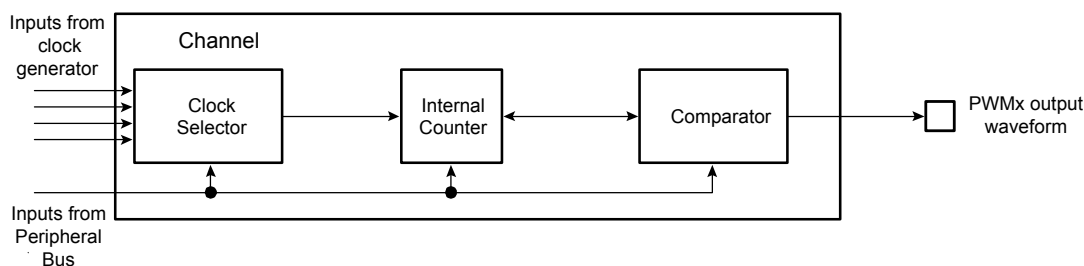 Inputs from
clock
generator
Channel
Clock
Selector
Internal
Counter
Comparator
PWMx output
waveform
Inputs from
Peripheral
Bus